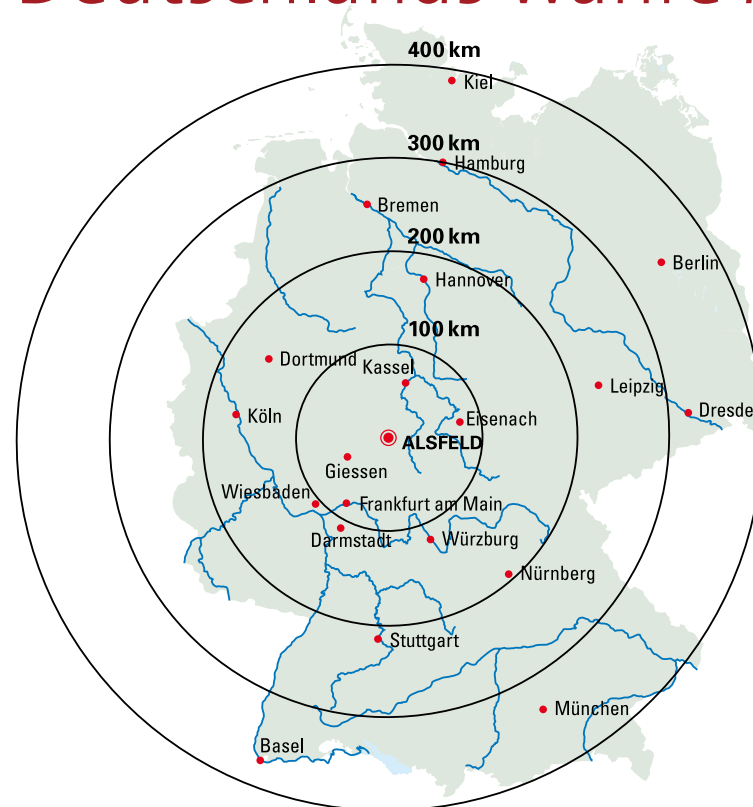 400 km
Kiel
300 km
Hamburg
Bremen
200 km
Berlin
Hannover
100 km
Dortmund
Kassel
Leipzig
Dresde
Köln
Eisenach
ALSFELD
Giessen
Wiesbaden
Frankfurt am Main
Darmstadt
Würzburg
Nürnberg
Stuttgart
München
Basel